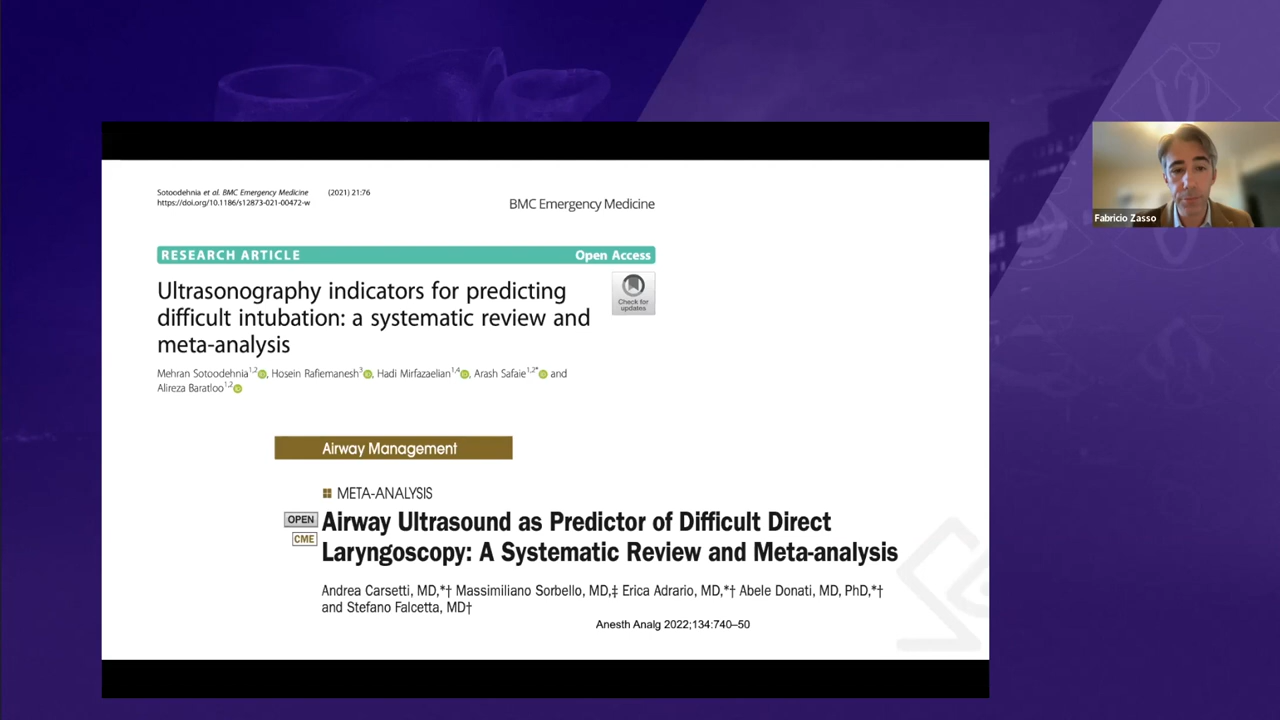 Sotoodehnia et al. BMC Emergency Medicine (2021) 21:76
https://doi.org/10.1186/s12873-021-00472-w
BMC Emergency Medicine
RESEARCH ARTICLE Open Access
Ultrasonography indicators for predicting
difficult intubation: a systematic review and
meta-analysis
Check for
updates
Mehran Sotoodehnia1,2, Hosein Rafiemanesh3, Hadi Mirfazaelian1,4, Arash Safaie1,2* and
Alireza Baratloo1,2
Airway Management
META-ANALYSIS
OPEN
CME
Airway Ultrasound as Predictor of Difficult Direct
Laryngoscopy: A Systematic Review and Meta-analysis
Andrea Carsetti, MD,*† Massimiliano Sorbello, MD,‡ Erica Adrario, MD,*† Abele Donati, MD, PhD,*†
and Stefano Falcetta, MD†
Anesth Analg 2022;134:740–50
Fabricio Zasso